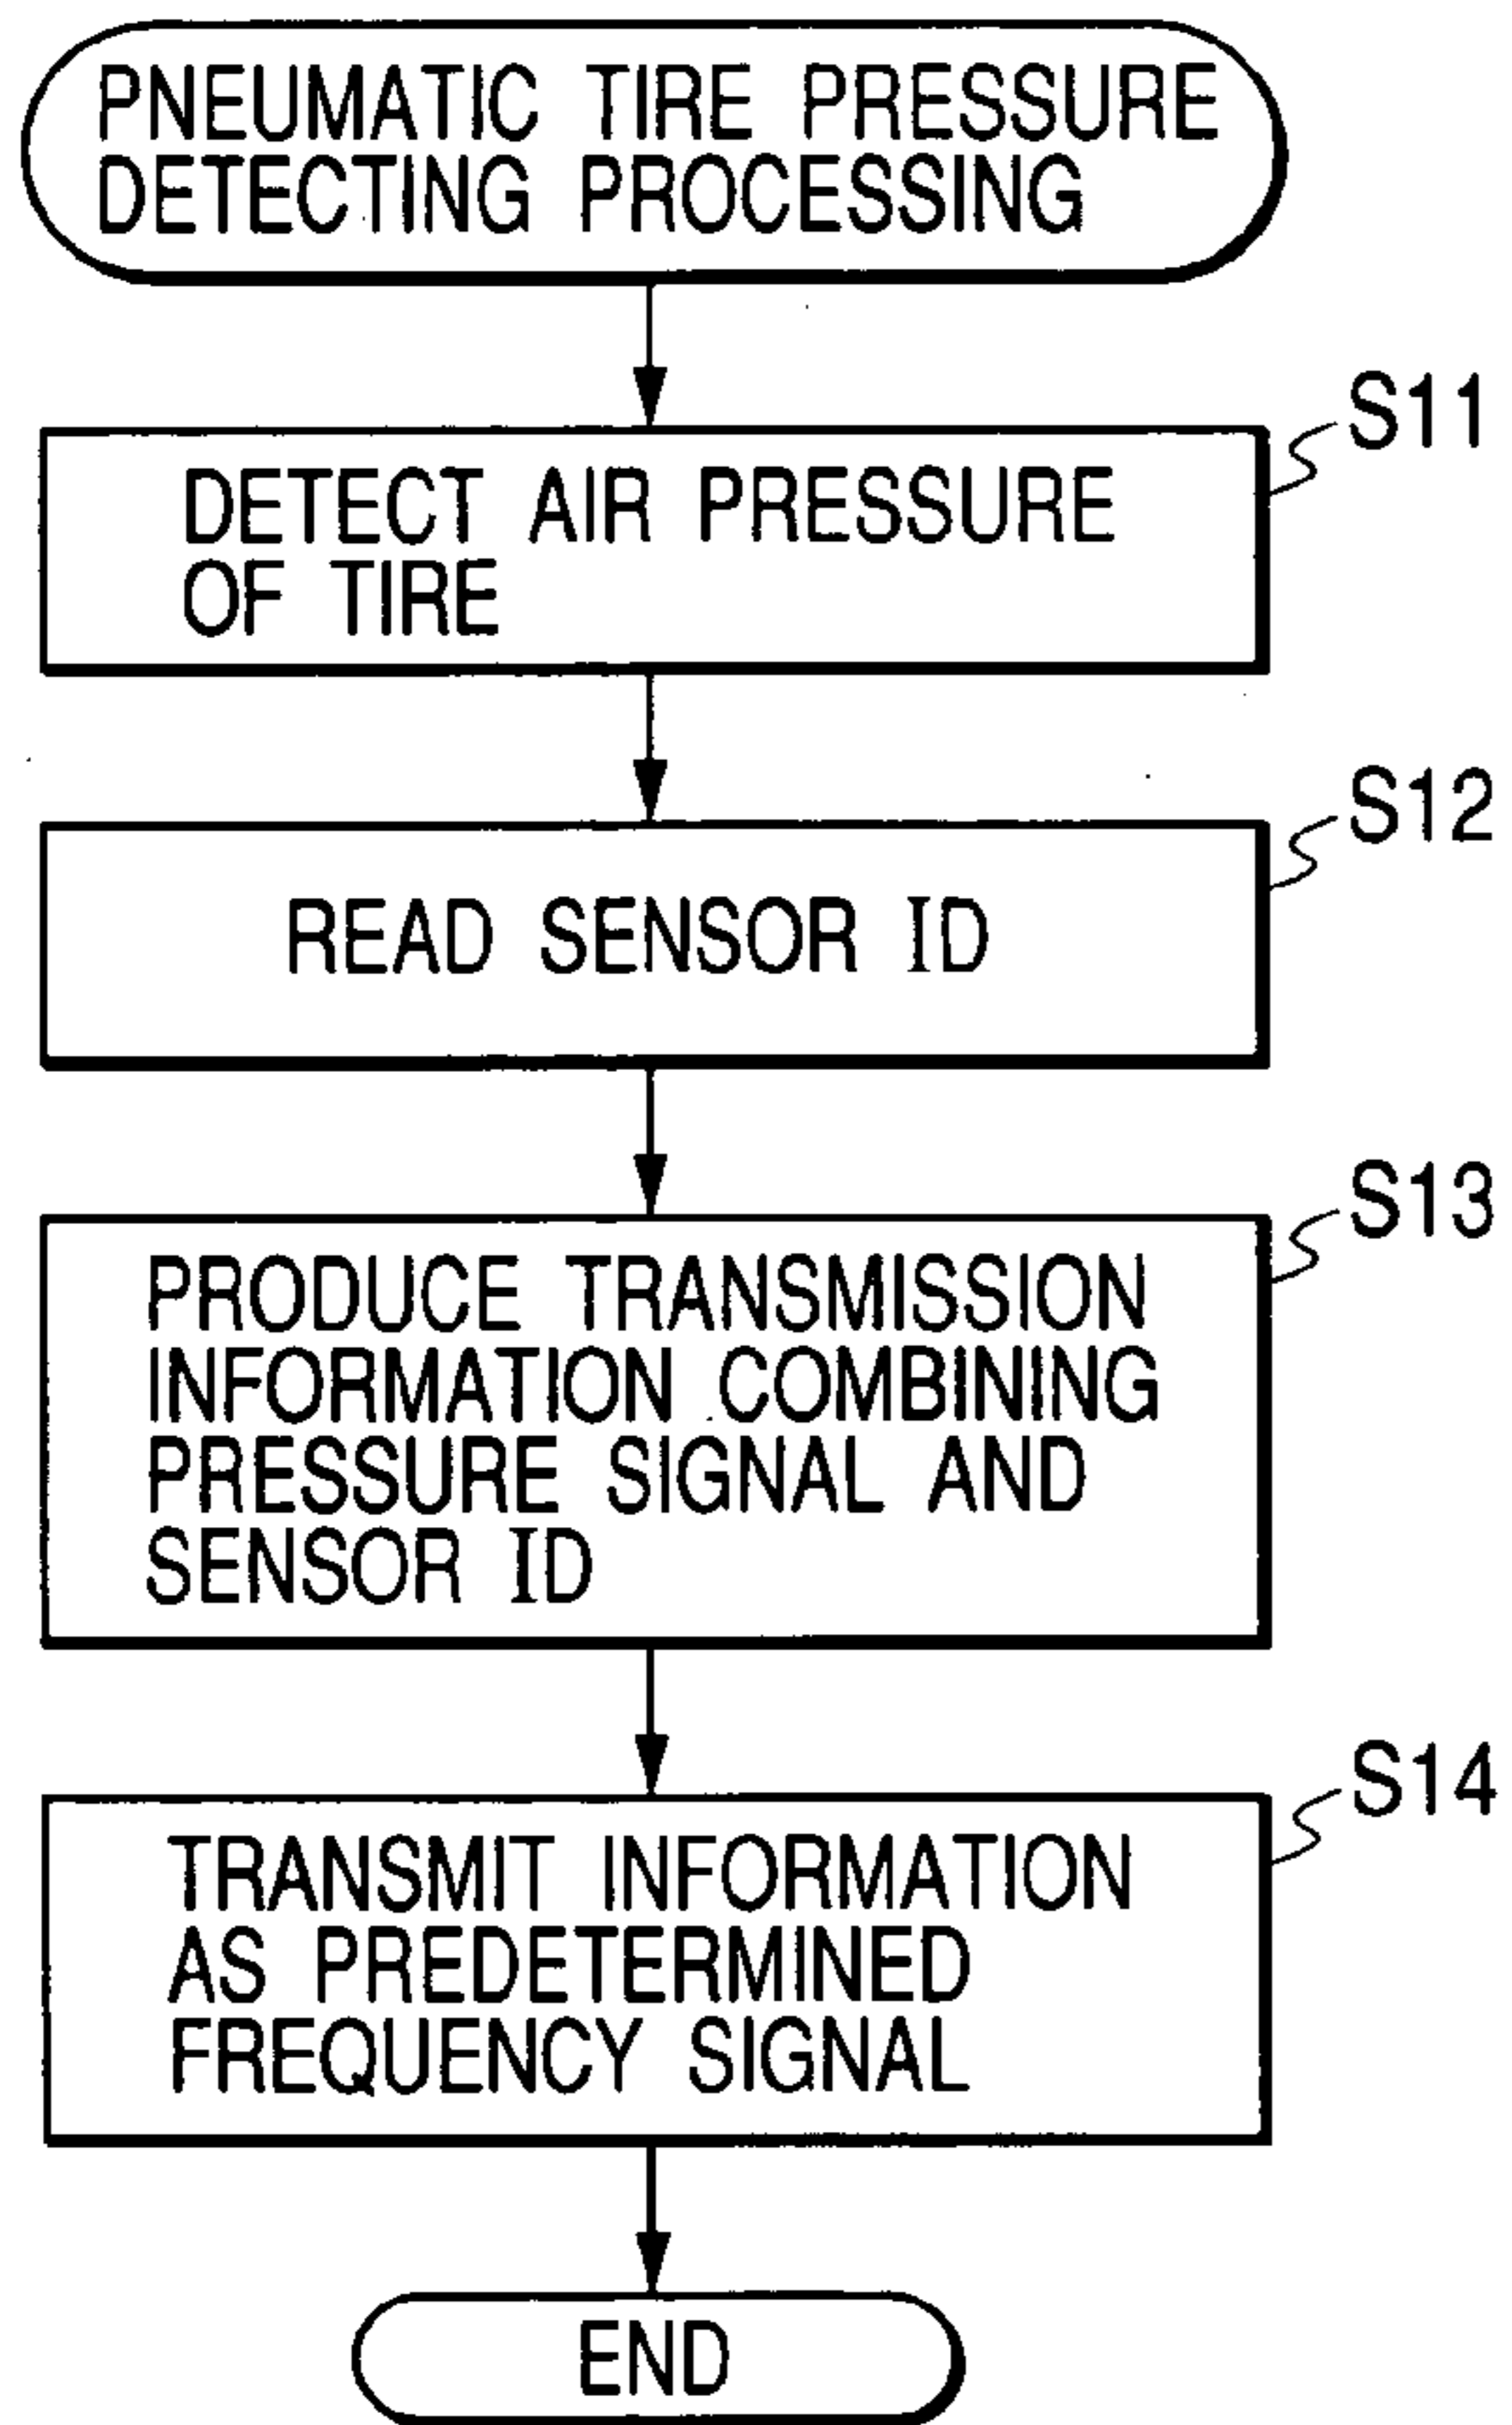 PNEUMATIC TIRE PRESSURE
DETECTING PROCESSING
S11
DETECT AIR PRESSURE
OF TIRE
S12
READ SENSOR ID
S13
PRODUCE TRANSMISSION
INFORMATION COMBINING
PRESSURE SIGNAL AND
SENSOR ID
S14
TRANSMIT INFORMATION
AS PREDETERMINED
FREQUENCY SIGNAL
END